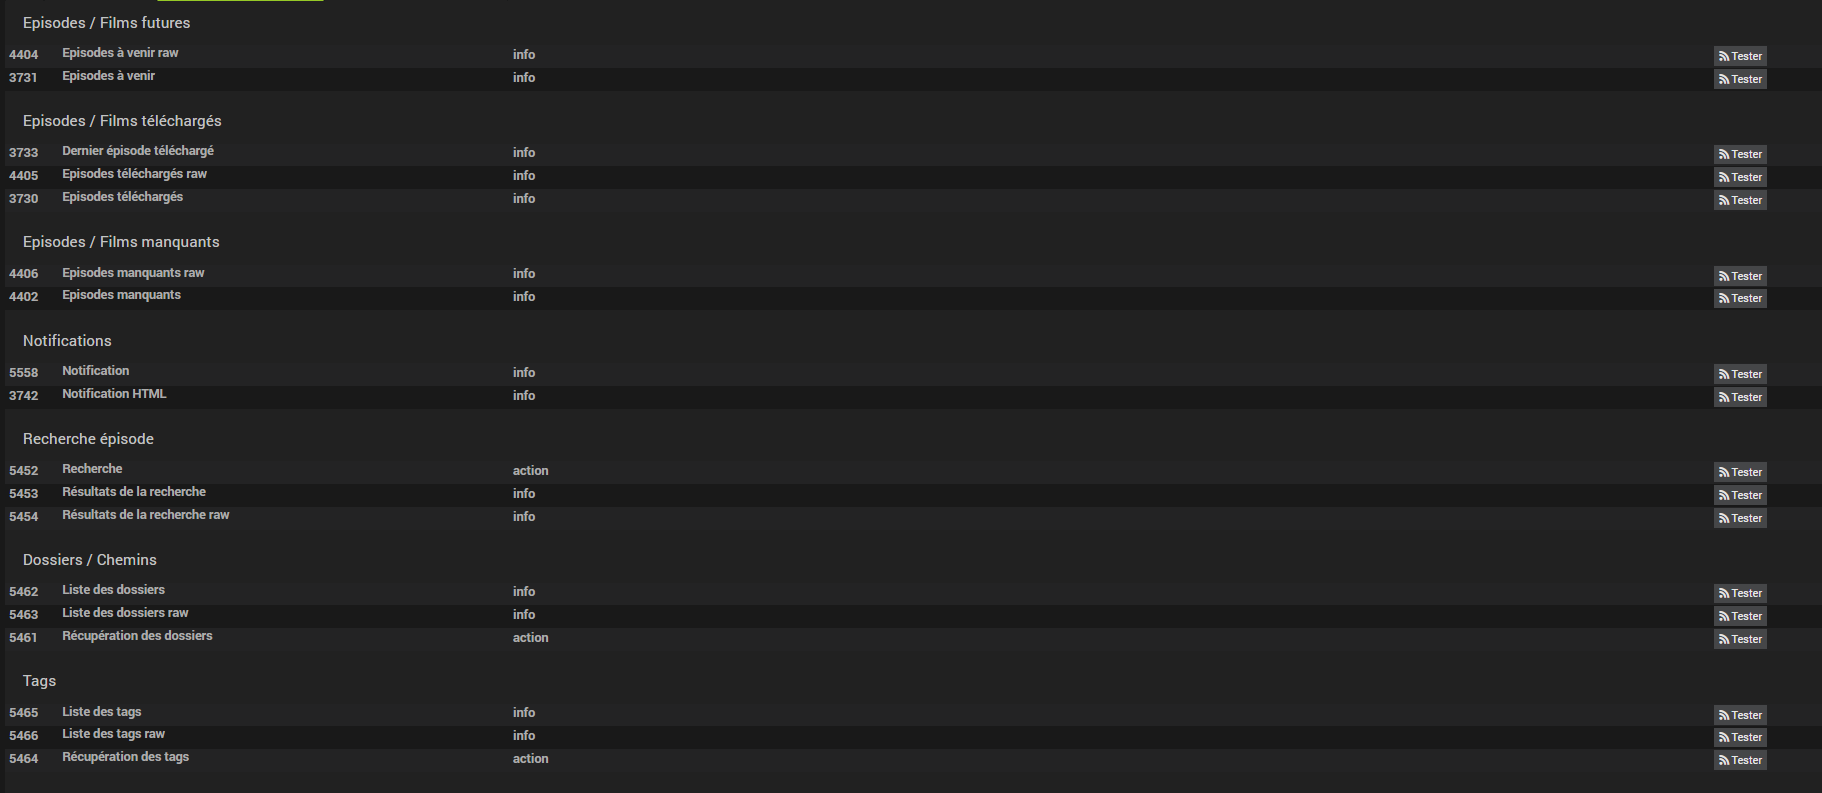 Episodes / Films futures
4404 Episodes à venir raw info Tester
3731 Episodes à venir info Tester
Episodes / Films téléchargés
3733 Dernier épisode téléchargé info Tester
4405 Episodes téléchargés raw info Tester
3730 Episodes téléchargés info Tester
Episodes / Films manquants
4406 Episodes manquants raw info Tester
4402 Episodes manquants info Tester
Notifications
5558 Notification info Tester
3742 Notification HTML info Tester
Recherche épisode
5452 Recherche action Tester
5453 Résultats de la recherche info Tester
5454 Résultats de la recherche raw info Tester
Dossiers / Chemins
5462 Liste des dossiers info Tester
5463 Liste des dossiers raw info Tester
5461 Récupération des dossiers action Tester
Tags
5465 Liste des tags info Tester
5466 Liste des tags raw info Tester
5464 Récupération des tags action Tester